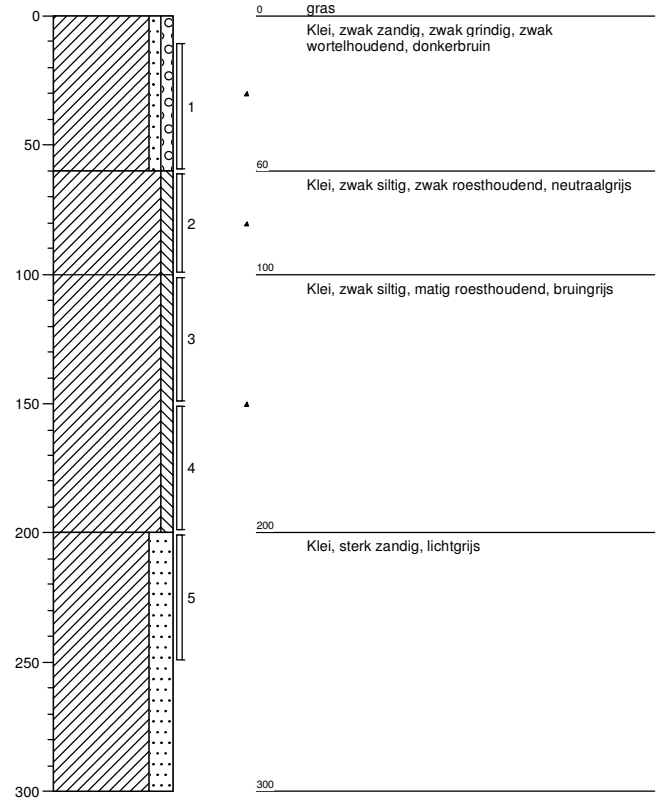 0
0
gras
Klei, zwak zandig, zwak grindig, zwak
wortelhoudend, donkerbruin
1
50
60
Klei, zwak siltig, zwak roesthoudend, neutraalgrijs
2
100
100
Klei, zwak siltig, matig roesthoudend, bruingrijs
3
150
4
200
200
Klei, sterk zandig, lichtgrijs
5
250
300
300